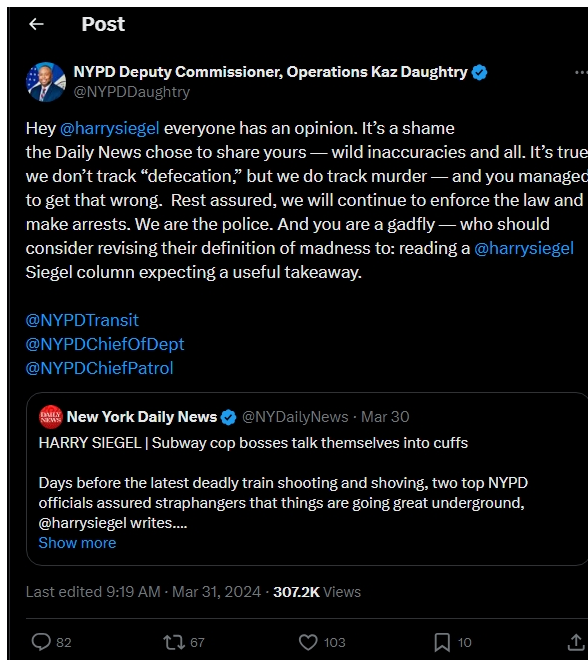 Post
NYPD Deputy Commissioner, Operations Kaz Daughtry
@NYPDDaughtry
Hey @harrysiegel everyone has an opinion. It’s a shame
the Daily News chose to share yours — wild inaccuracies and all. It’s true
we don’t track “defecation,” but we do track murder — and you managed
to get that wrong.  Rest assured, we will continue to enforce the law and
make arrests. We are the police. And you are a gadfly — who should
consider revising their definition of madness to: reading a @harrysiegel
Siegel column expecting a useful takeaway.
@NYPDTransit
@NYPDChiefOfDept
@NYPDChiefPatrol
DAILY NEWS New York Daily News @NYDailyNews · Mar 30
HARRY SIEGEL | Subway cop bosses talk themselves into cuffs
Days before the latest deadly train shooting and shoving, two top NYPD
officials assured straphangers that things are going great underground,
@harrysiegel writes....
Show more
Last edited 9:19 AM · Mar 31, 2024 · 307.2K Views
82 67 103 10